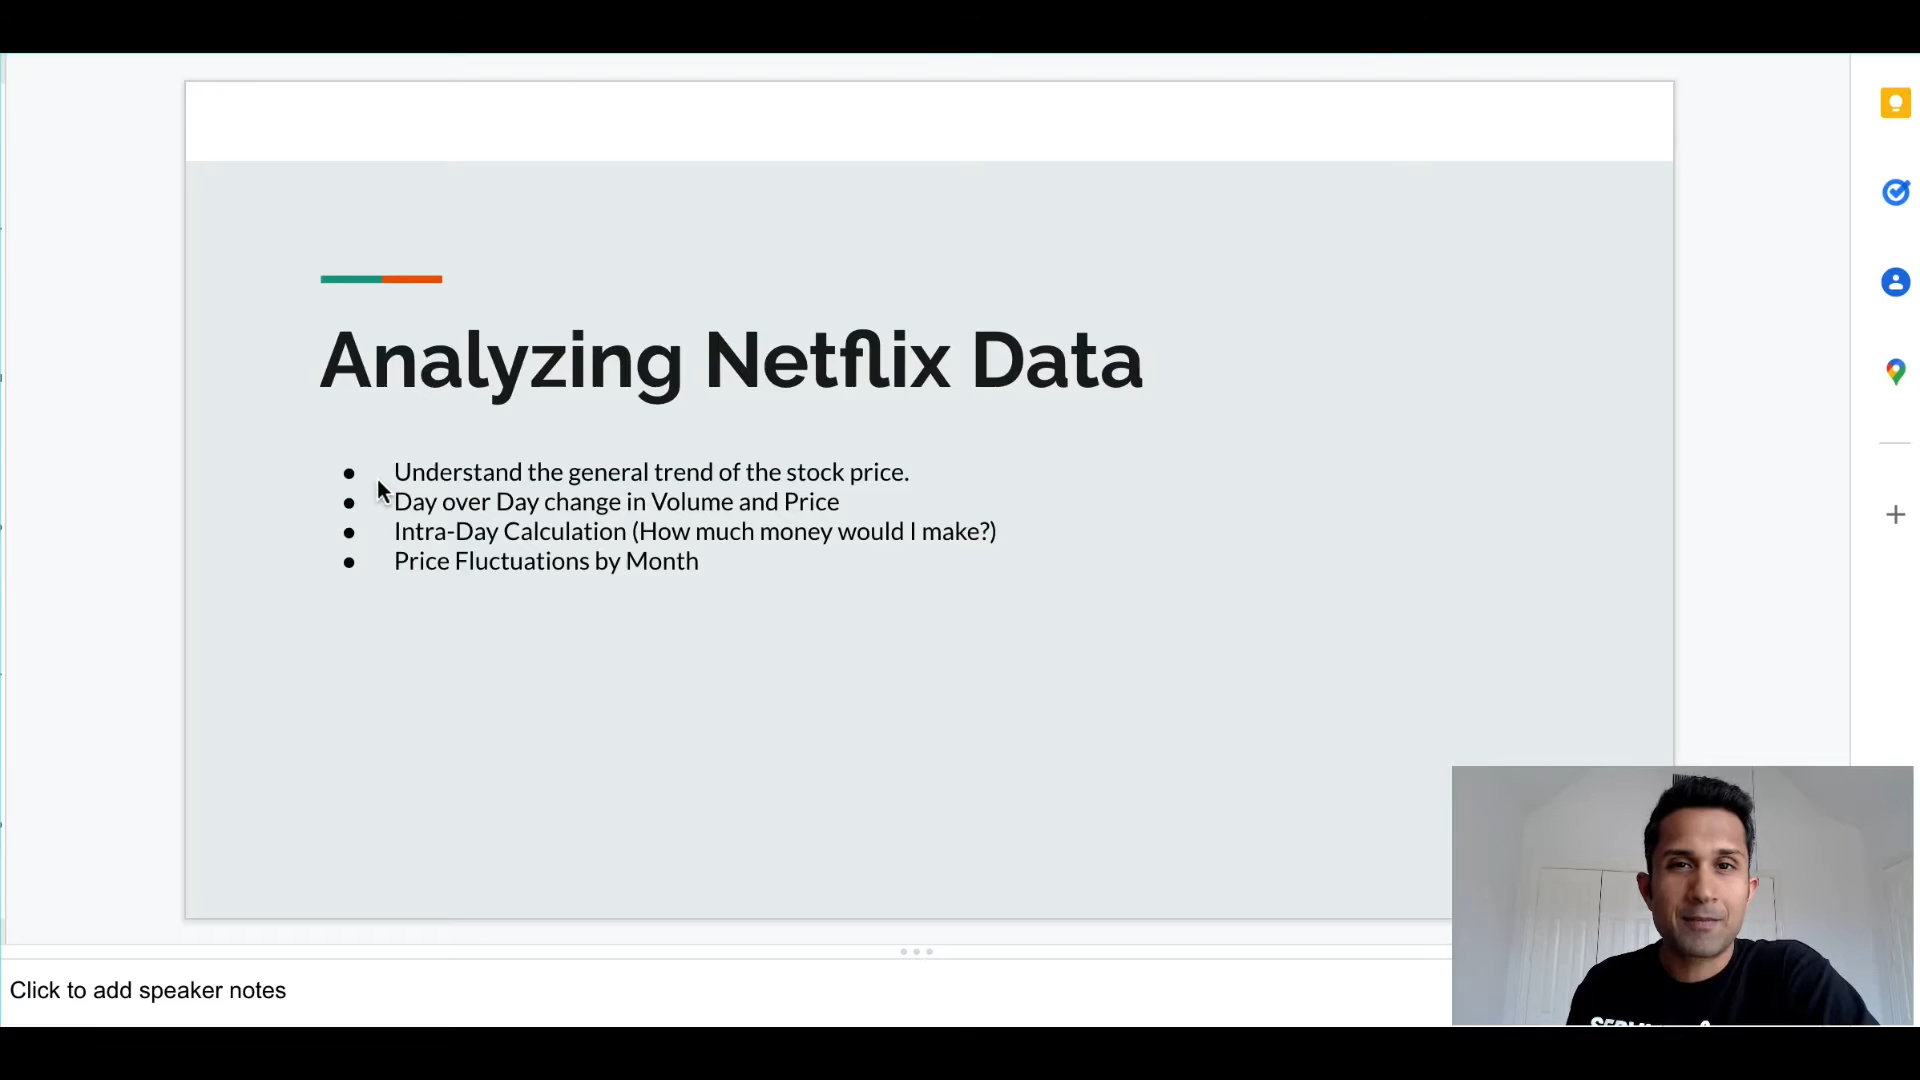 Analyzing Netflix Data
● Understand the general trend of the stock price.
● Day over Day change in Volume and Price
● Intra-Day Calculation (How much money would I make?)
● Price Fluctuations by Month
Click to add speaker notes